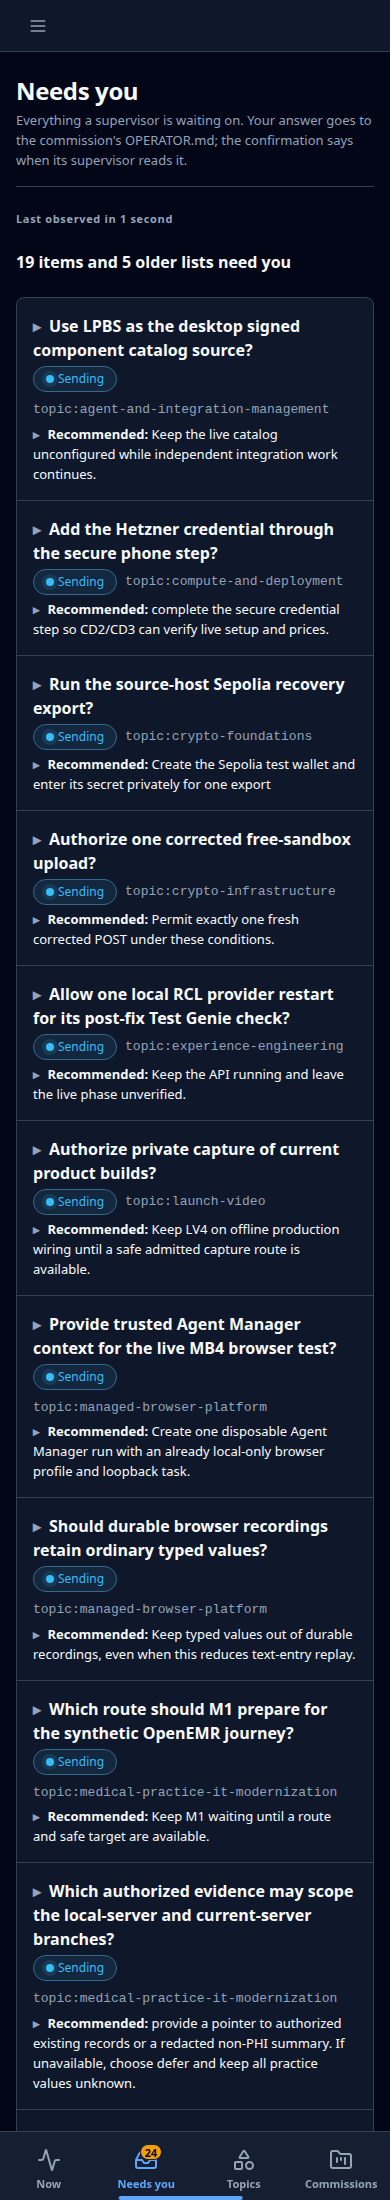 Needs you
Everything a supervisor is waiting on. Your answer goes to
the commission's OPERATOR.md; the confirmation says
when its supervisor reads it.
Last observed in 1 second
19 items and 5 older lists need you
▶ Use LPBS as the desktop signed
component catalog source?
Sending
topic:agent-and-integration-management
▶ Recommended: Keep the live catalog
unconfigured while independent integration work
continues.
▶ Add the Hetzner credential through
the secure phone step?
Sending topic:compute-and-deployment
▶ Recommended: complete the secure credential
step so CD2/CD3 can verify live setup and prices.
▶ Run the source-host Sepolia recovery
export?
Sending topic:crypto-foundations
▶ Recommended: Create the Sepolia test wallet and
enter its secret privately for one export
▶ Authorize one corrected free-sandbox
upload?
Sending topic:crypto-infrastructure
▶ Recommended: Permit exactly one fresh
corrected POST under these conditions.
▶ Allow one local RCL provider restart
for its post-fix Test Genie check?
Sending topic:experience-engineering
▶ Recommended: Keep the API running and leave
the live phase unverified.
▶ Authorize private capture of current
product builds?
Sending topic:launch-video
▶ Recommended: Keep LV4 on offline production
wiring until a safe admitted capture route is
available.
▶ Provide trusted Agent Manager
context for the live MB4 browser test?
Sending
topic:managed-browser-platform
▶ Recommended: Create one disposable Agent
Manager run with an already local-only browser
profile and loopback task.
▶ Should durable browser recordings
retain ordinary typed values?
Sending
topic:managed-browser-platform
▶ Recommended: Keep typed values out of durable
recordings, even when this reduces text-entry replay.
▶ Which route should M1 prepare for
the synthetic OpenEMR journey?
Sending
topic:medical-practice-it-modernization
▶ Recommended: Keep M1 waiting until a route
and safe target are available.
▶ Which authorized evidence may scope
the local-server and current-server
branches?
Sending
topic:medical-practice-it-modernization
▶ Recommended: provide a pointer to authorized
existing records or a redacted non-PHI summary. If
unavailable, choose defer and keep all practice
values unknown.
24
Now Needs you Topics Commissions